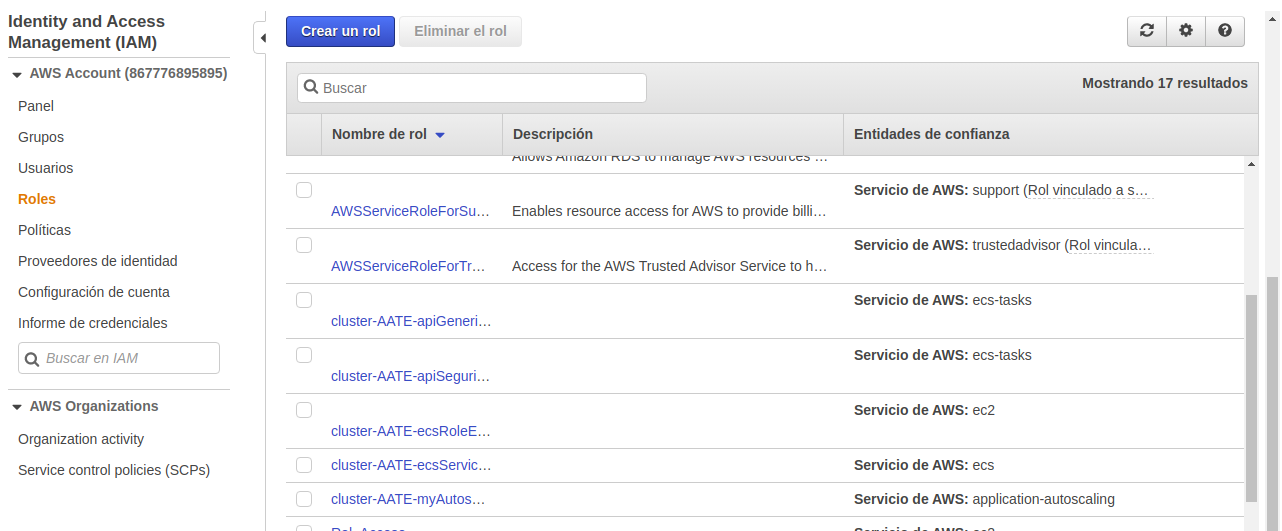 Identity and Access
Management (IAM)
AWS Account (867776895895)
Panel
Grupos
Usuarios
Roles
Políticas
Proveedores de identidad
Configuración de cuenta
Informe de credenciales
Buscar en IAM
AWS Organizations
Organization activity
Service control policies (SCPs)
Crear un rol
Eliminar el rol
Buscar
Mostrando 17 resultados
Nombre de rol
Descripción
Entidades de confianza
Allows Amazon RDS to manage AWS resources …
Servicio de AWS: support (Rol vinculado a s…
AWSServiceRoleForSu…
Enables resource access for AWS to provide billi…
Servicio de AWS: trustedadvisor (Rol vincula…
AWSServiceRoleForTr…
Access for the AWS Trusted Advisor Service to h…
Servicio de AWS: ecs-tasks
cluster-AATE-apiGeneri…
Servicio de AWS: ecs-tasks
cluster-AATE-apiSeguri…
Servicio de AWS: ec2
cluster-AATE-ecsRoleE…
cluster-AATE-ecsServic…
Servicio de AWS: ecs
cluster-AATE-myAutos…
Servicio de AWS: application-autoscaling